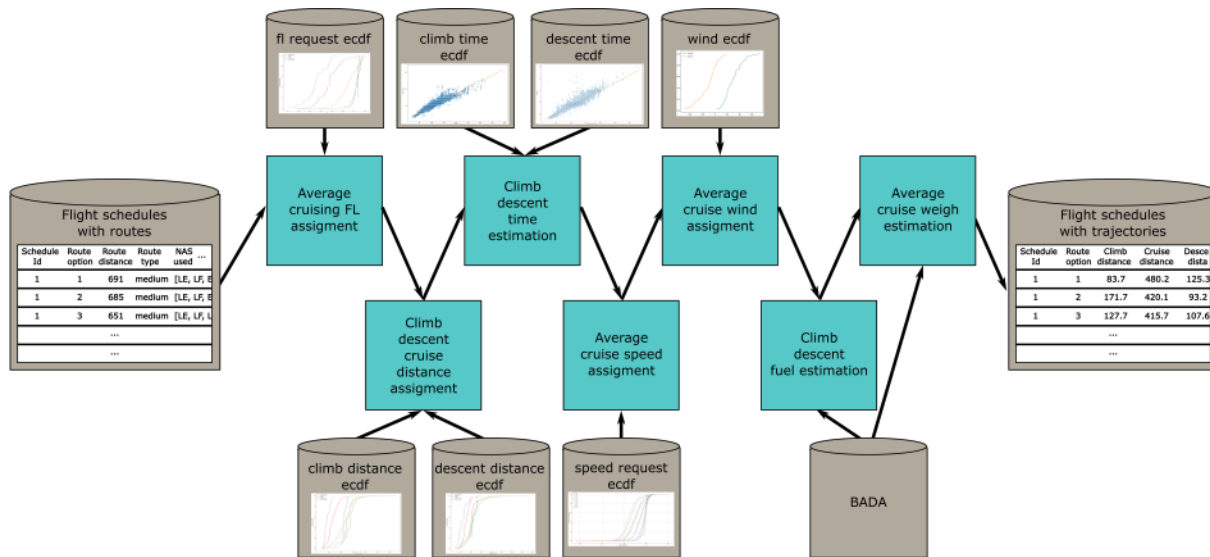 fl request ecdf
climb time
ecdf
descent time
ecdf
wind ecdf
Flight schedules
with routes
Schedule Id Route option Route distance Route type NAS used ...
1 1 691 medium [LE, LF, E
1 2 685 medium [LE, LF, E
1 3 651 medium [LE, LF, L
...
...
Average
cruising FL
assigment
Climb
descent
time
estimation
Average
cruise wind
assigment
Average
cruise weigh
estimation
Flight schedules
with trajectories
Schedule Id Route option Climb distance Cruise distance Desce dista
1 1 83.7 480.2 125.3
1 2 171.7 420.1 93.2
1 3 127.7 415.7 107.6
...
...
Climb
descent
cruise
distance
assigment
Average
cruise speed
assigment
Climb
descent
fuel estimation
climb distance
ecdf
descent distance
ecdf
speed request
ecdf
BADA